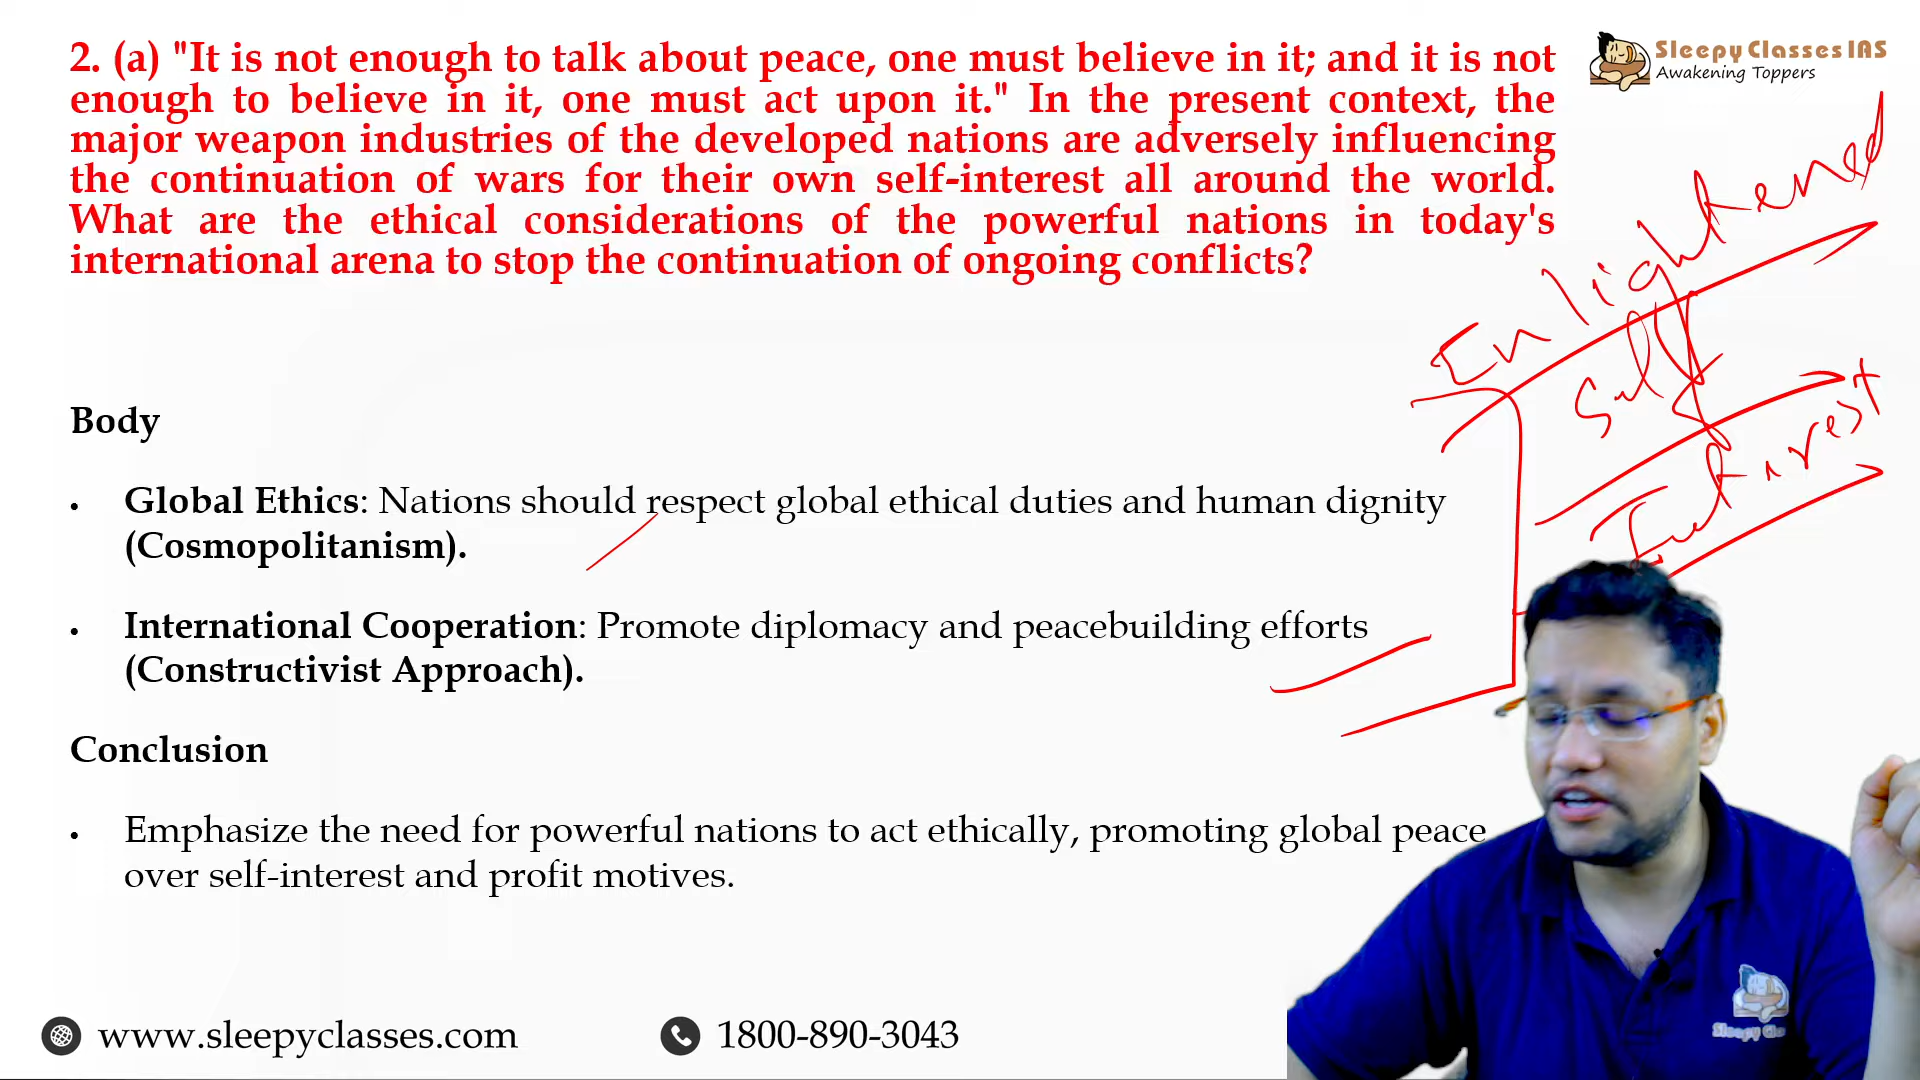 2. (a) "It is not enough to talk about peace, one must believe in it; and it is not
enough to believe in it, one must act upon it." In the present context, the
major weapon industries of the developed nations are adversely influencing
the continuation of wars for their own self-interest all around the world.
What are the ethical considerations of the powerful nations in today's
international arena to stop the continuation of ongoing conflicts?
Sleepy Classes IAS
Awakening Toppers
Enlightened
Self
Interest
Body
• Global Ethics: Nations should respect global ethical duties and human dignity
(Cosmopolitanism).
• International Cooperation: Promote diplomacy and peacebuilding efforts
(Constructivist Approach).
Conclusion
• Emphasize the need for powerful nations to act ethically, promoting global peace
over self-interest and profit motives.
Sleepy Cla
www.sleepyclasses.com
1800-890-3043